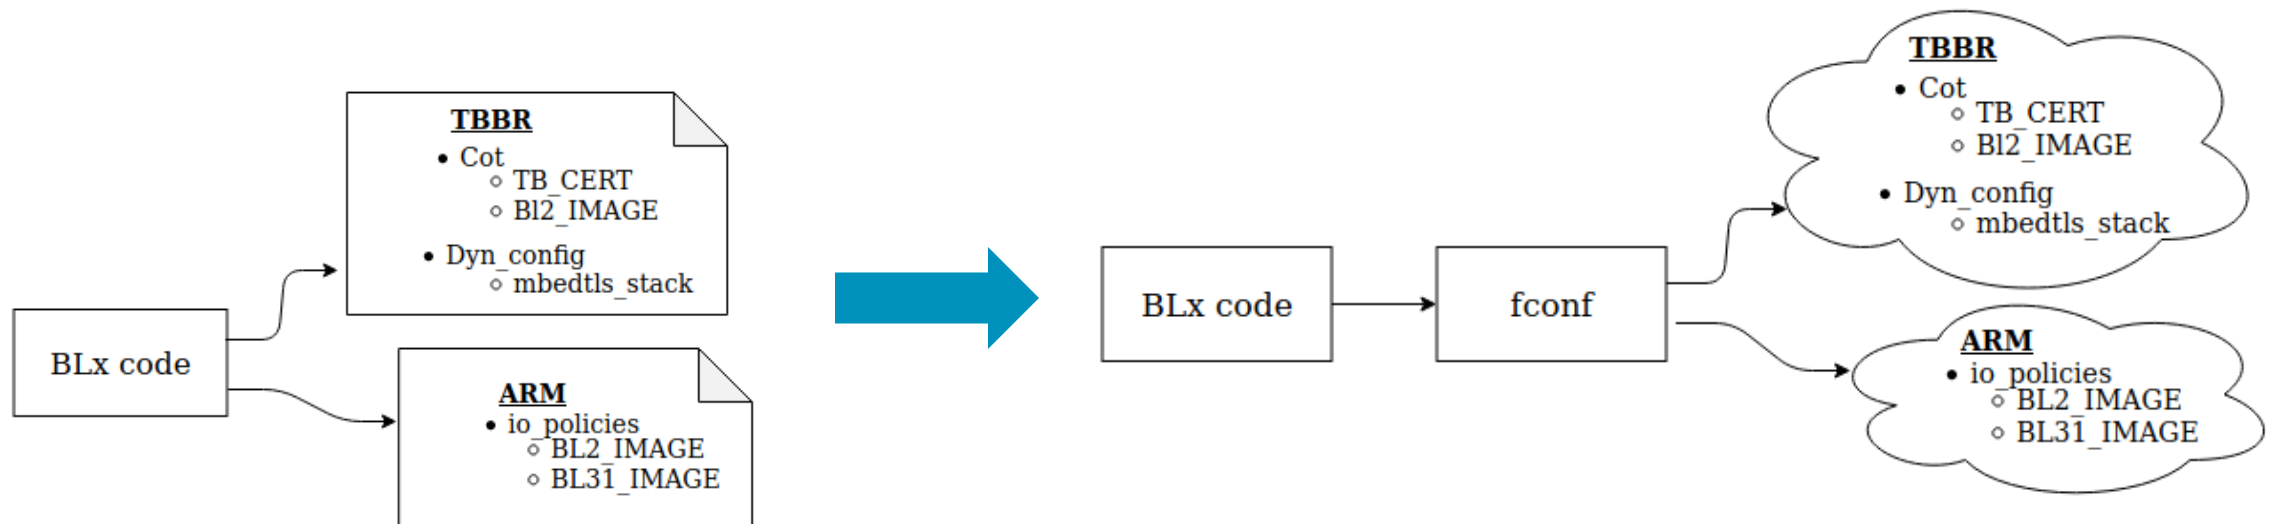 BLx code
TBBR
Cot
TB_CERT
Bl2_IMAGE
Dyn_config
mbedtls_stack
ARM
io_policies
BL2_IMAGE
BL31_IMAGE
BLx code
fconf
TBBR
Cot
TB_CERT
Bl2_IMAGE
Dyn_config
mbedtls_stack
ARM
io_policies
BL2_IMAGE
BL31_IMAGE